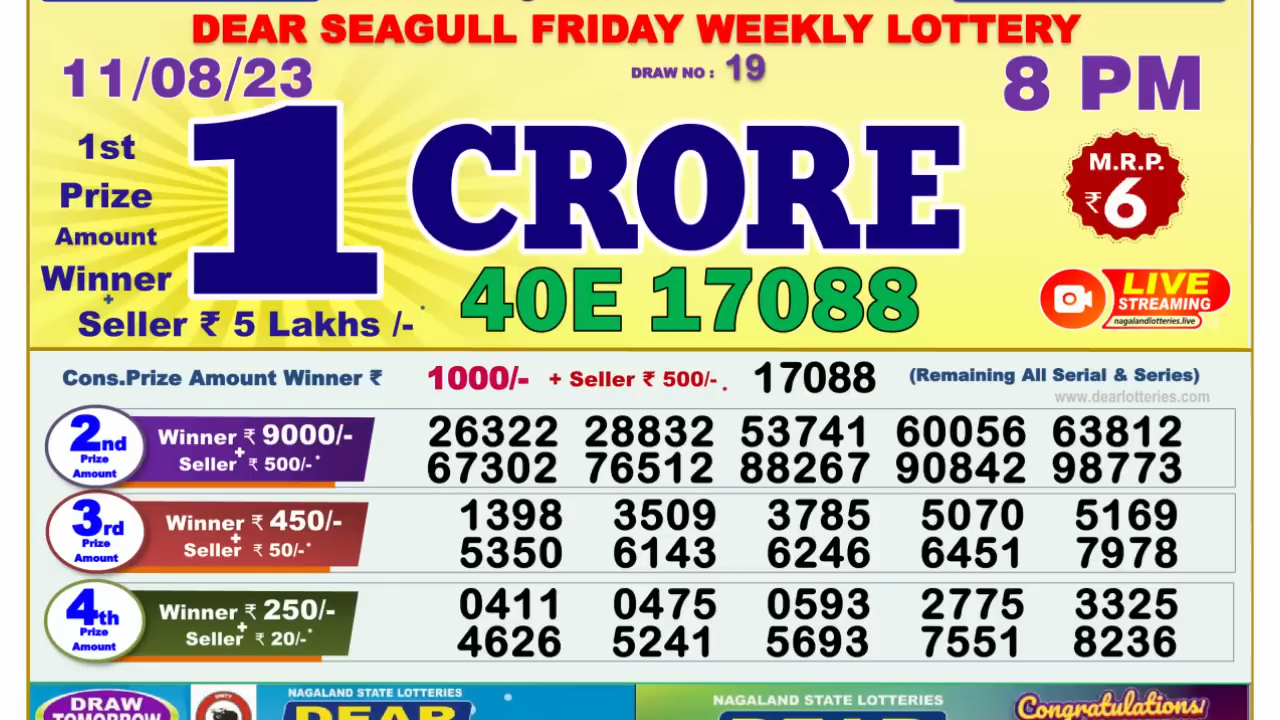 DEAR SEAGULL FRIDAY WEEKLY LOTTERY
11/08/23
DRAW NO : 19
8 PM
1st
Prize
Amount
Winner
+
Seller ₹ 5 Lakhs /-
1 CRORE
40E 17088
M.R.P.
₹ 6
LIVE
STREAMING
nagalandlotteries.live
Cons.Prize Amount Winner ₹ 1000/- + Seller ₹ 500/- . 17088 (Remaining All Serial & Series)
www.dearlotteries.com
2nd
Prize
Amount
Winner ₹ 9000/-
+
Seller ₹ 500/-*
26322 28832 53741 60056 63812
67302 76512 88267 90842 98773
3rd
Prize
Amount
Winner ₹ 450/-
+
Seller ₹ 50/-*
1398 3509 3785 5070 5169
5350 6143 6246 6451 7978
4th
Prize
Amount
Winner ₹ 250/-
+
Seller ₹ 20/-*
0411 0475 0593 2775 3325
4626 5241 5693 7551 8236
DRAW
TOMORROW
UNITY
NAGALAND STATE LOTTERIES
DEAR
NAGALAND STATE LOTTERIES
DEAR
Congratulations!